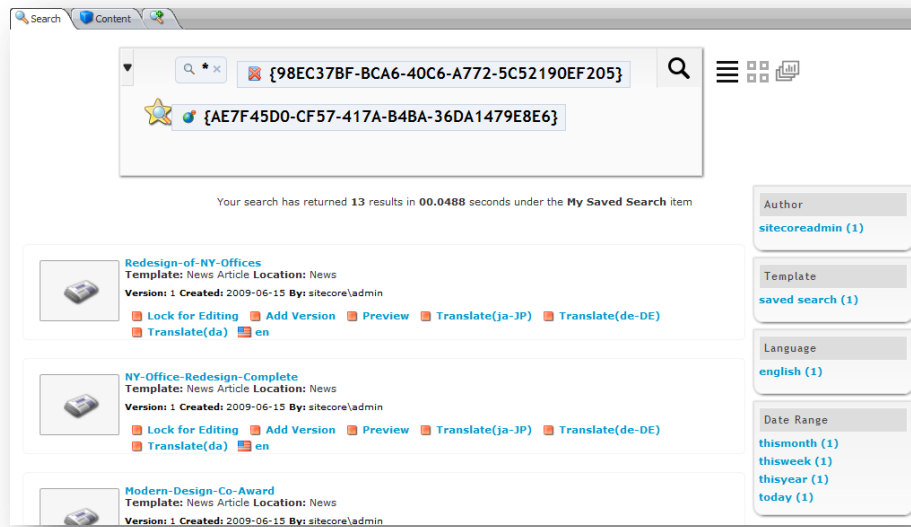 Search Content
* ×
{98EC37BF-BCA6-40C6-A772-5C52190EF205}
{AE7F45D0-CF57-417A-B4BA-36DA1479E8E6}
Your search has returned 13 results in 00.0488 seconds under the My Saved Search item
Redesign-of-NY-Offices
Template: News Article Location: News
Version: 1 Created: 2009-06-15 By: sitecore\admin
Lock for Editing Add Version Preview Translate(ja-JP) Translate(de-DE)
Translate(da) en
NY-Office-Redesign-Complete
Template: News Article Location: News
Version: 1 Created: 2009-06-15 By: sitecore\admin
Lock for Editing Add Version Preview Translate(ja-JP) Translate(de-DE)
Translate(da) en
Modern-Design-Co-Award
Template: News Article Location: News
Version: 1 Created: 2009-06-15 By: sitecore\admin
Author
sitecoreadmin (1)
Template
saved search (1)
Language
english (1)
Date Range
thismonth (1)
thisweek (1)
thisyear (1)
today (1)